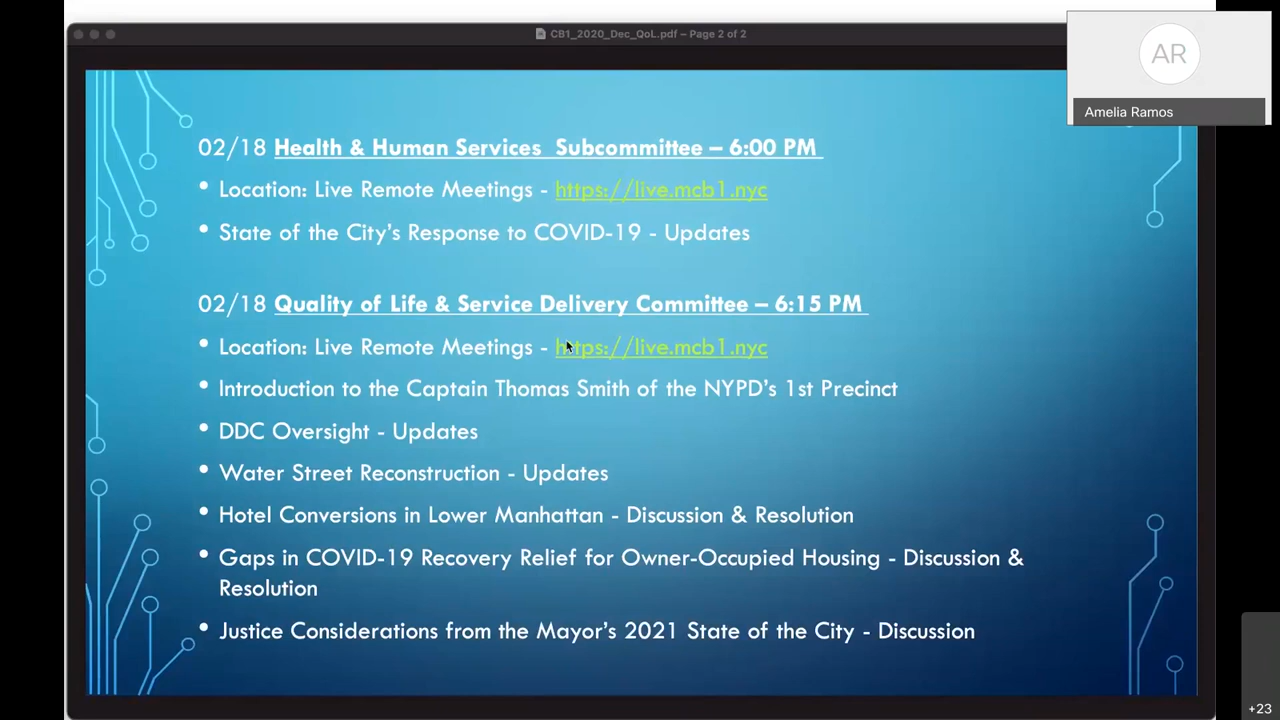 CB1_2020_Dec_QoL.pdf – Page 2 of 2
AR
Amelia Ramos
02/18 Health & Human Services  Subcommittee – 6:00 PM
• Location: Live Remote Meetings - https://live.mcb1.nyc
• State of the City’s Response to COVID-19 - Updates
02/18 Quality of Life & Service Delivery Committee – 6:15 PM
• Location: Live Remote Meetings - https://live.mcb1.nyc
• Introduction to the Captain Thomas Smith of the NYPD’s 1st Precinct
• DDC Oversight - Updates
• Water Street Reconstruction - Updates
• Hotel Conversions in Lower Manhattan - Discussion & Resolution
• Gaps in COVID-19 Recovery Relief for Owner-Occupied Housing - Discussion &
Resolution
• Justice Considerations from the Mayor’s 2021 State of the City - Discussion
+23